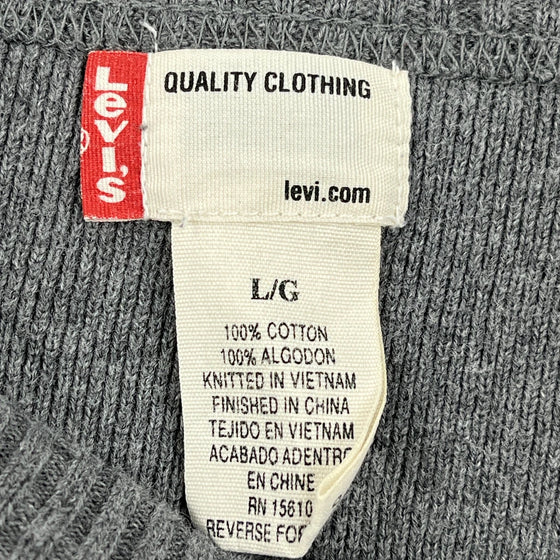 Levi's
®
QUALITY CLOTHING
levi.com
L/G
100% COTTON
100% ALGODON
KNITTED IN VIETNAM
FINISHED IN CHINA
TEJIDO EN VIETNAM
ACABADO ADENTRO
EN CHINE
RN 15610
REVERSE FOR